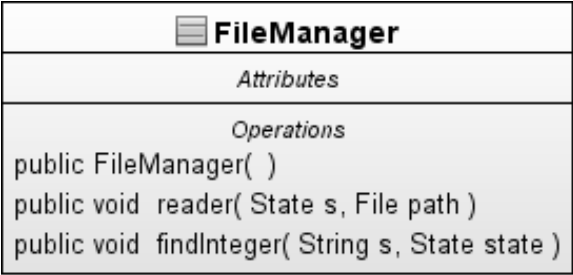 FileManager
Attributes
Operations
public FileManager( )
public void reader( State s, File path )
public void findInteger( String s, State state )